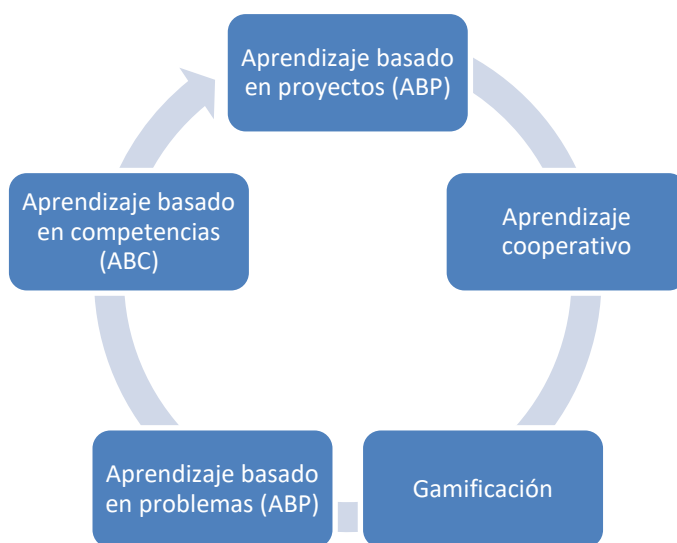 Aprendizaje basado
en proyectos (ABP)
Aprendizaje
cooperativo
Gamificación
Aprendizaje basado
en problemas (ABP)
Aprendizaje basado
en competencias
(ABC)